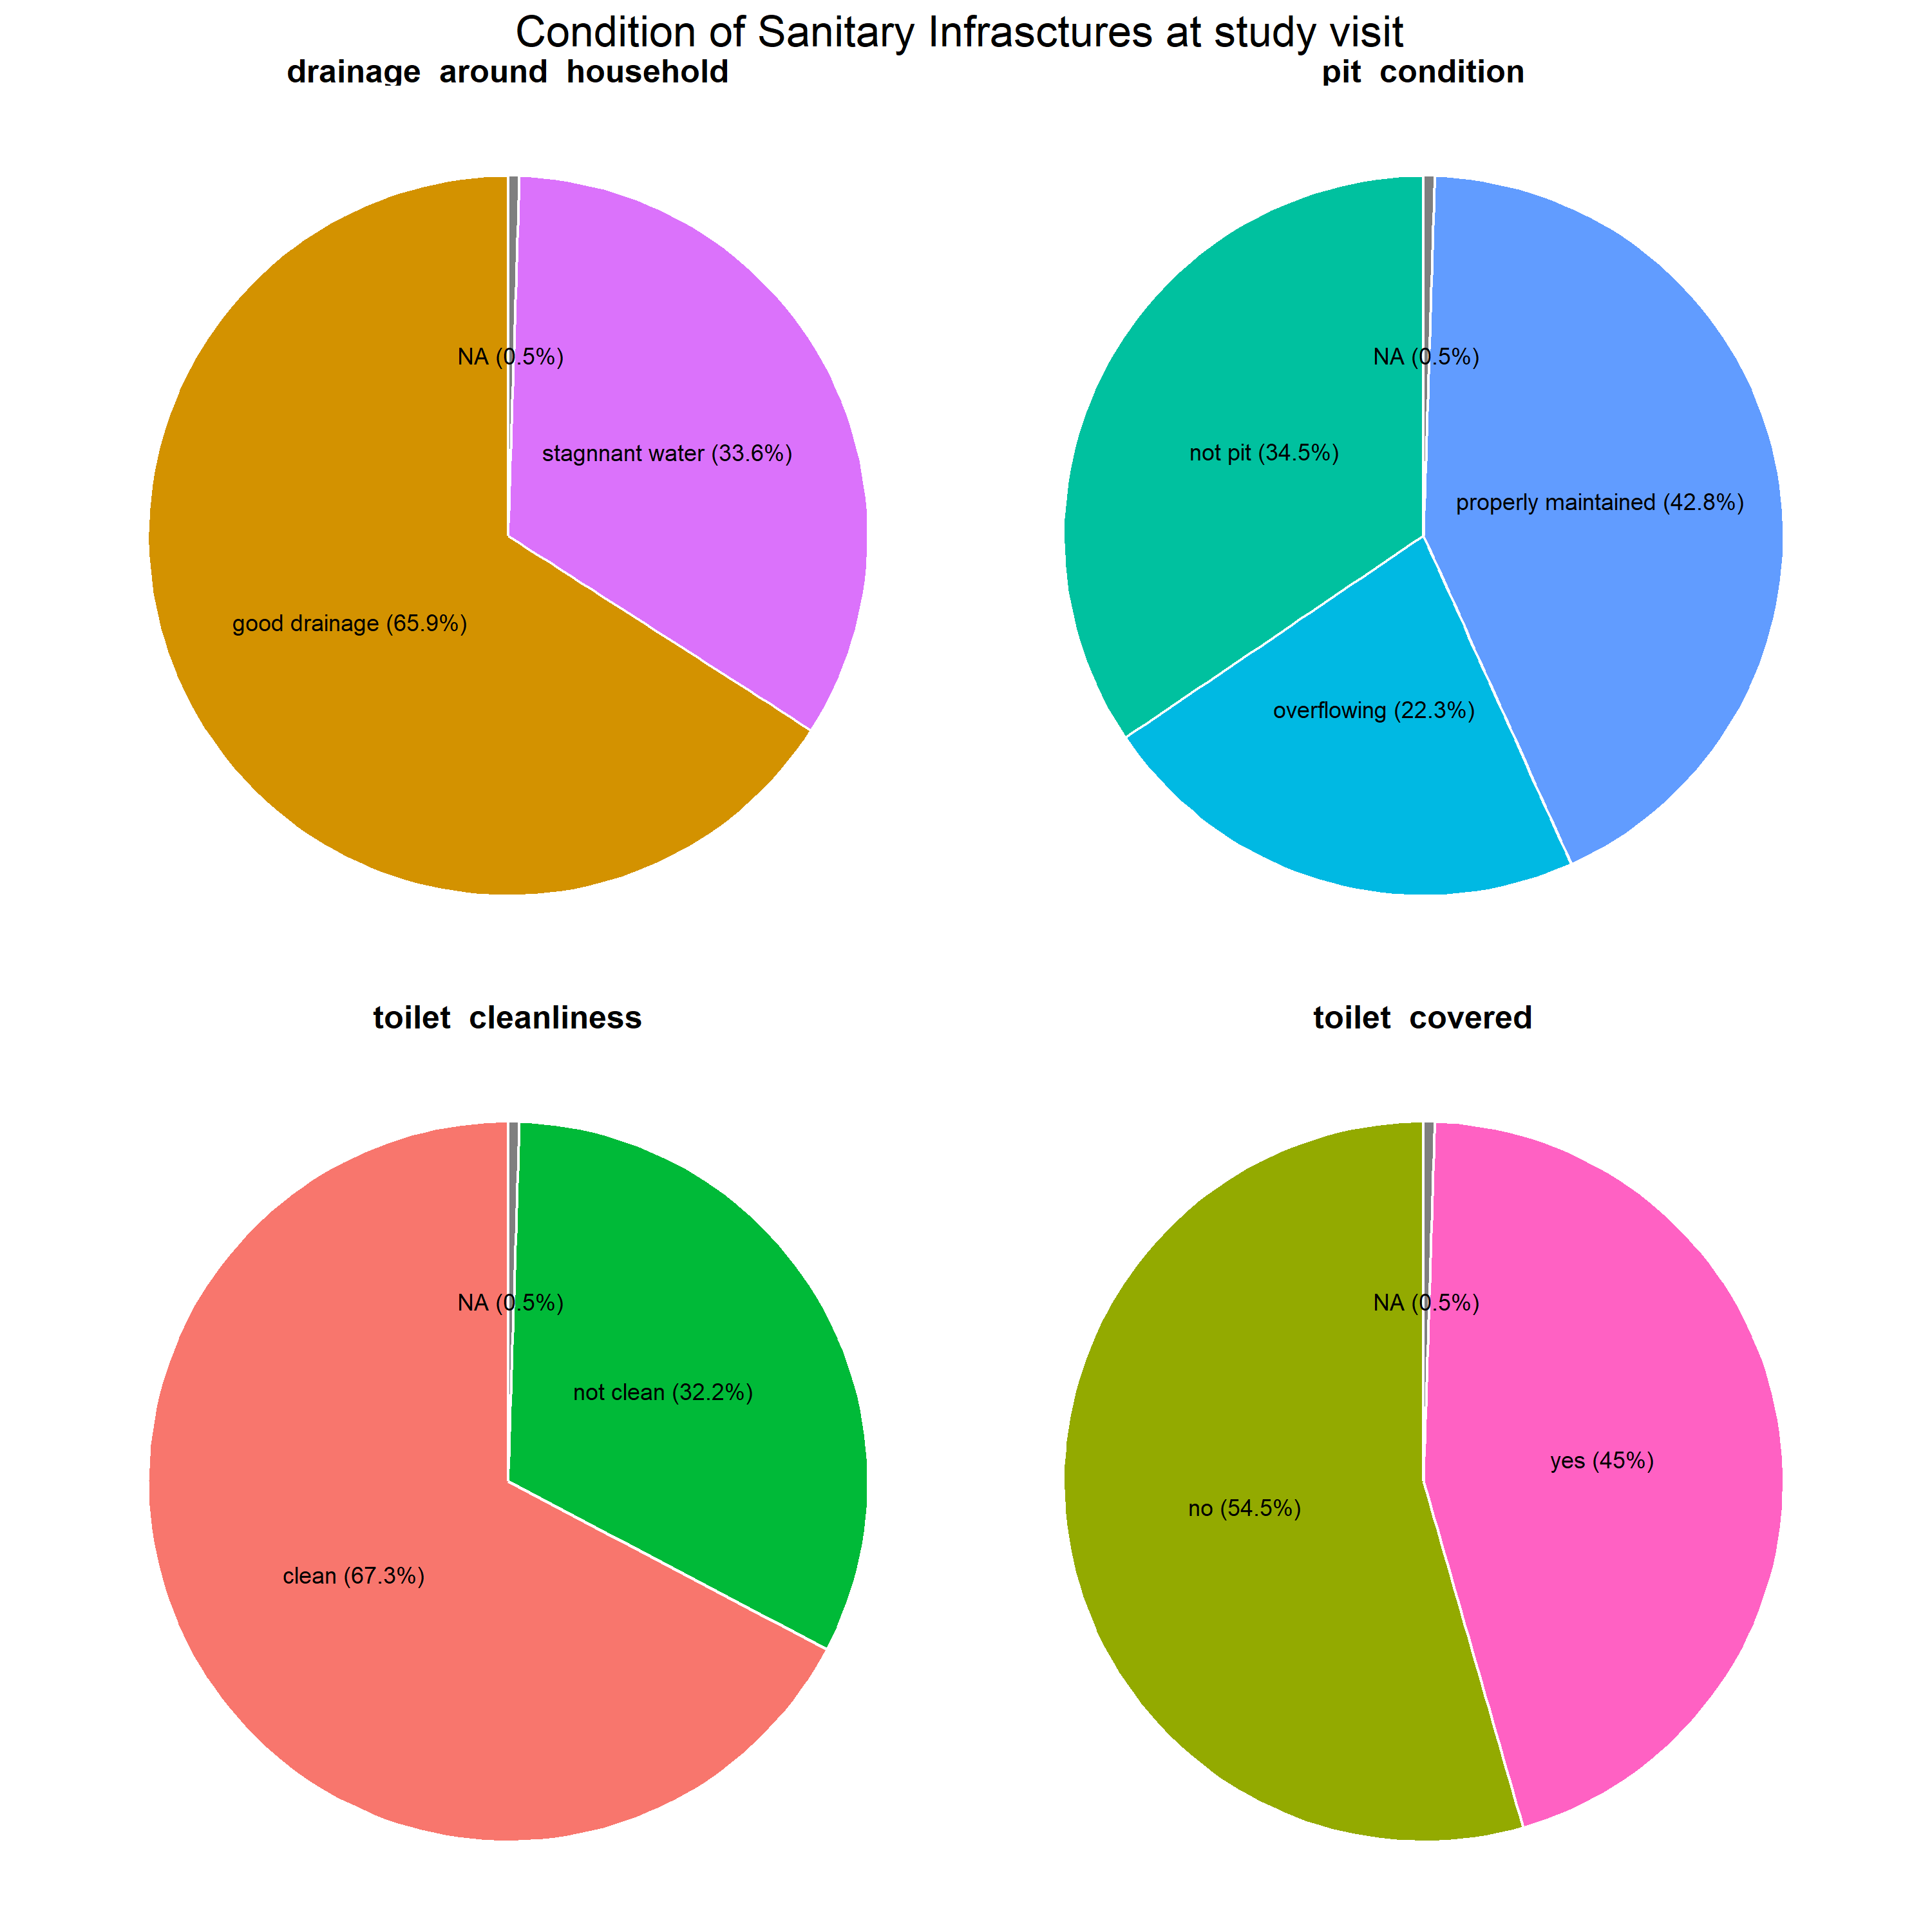 Condition of Sanitary Infrasctures at study visit
drainage around household
pit condition
NA (0.5%)
stagnnant water (33.6%)
good drainage (65.9%)
NA (0.5%)
not pit (34.5%)
properly maintained (42.8%)
overflowing (22.3%)
toilet cleanliness
toilet covered
NA (0.5%)
not clean (32.2%)
clean (67.3%)
NA (0.5%)
yes (45%)
no (54.5%)